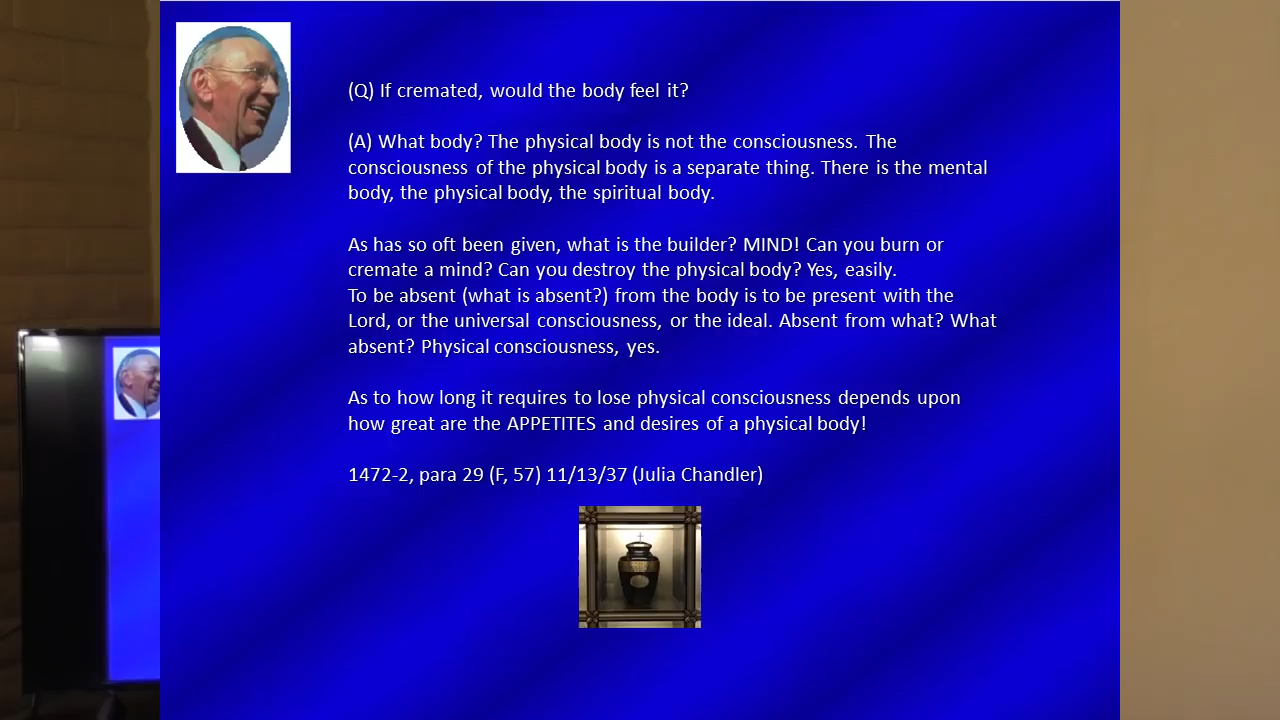 (Q) If cremated, would the body feel it?
(A) What body? The physical body is not the consciousness. The
consciousness of the physical body is a separate thing. There is the mental
body, the physical body, the spiritual body.
As has so oft been given, what is the builder? MIND! Can you burn or
cremate a mind? Can you destroy the physical body? Yes, easily.
To be absent (what is absent?) from the body is to be present with the
Lord, or the universal consciousness, or the ideal. Absent from what? What
absent? Physical consciousness, yes.
As to how long it requires to lose physical consciousness depends upon
how great are the APPETITES and desires of a physical body!
1472-2, para 29 (F, 57) 11/13/37 (Julia Chandler)